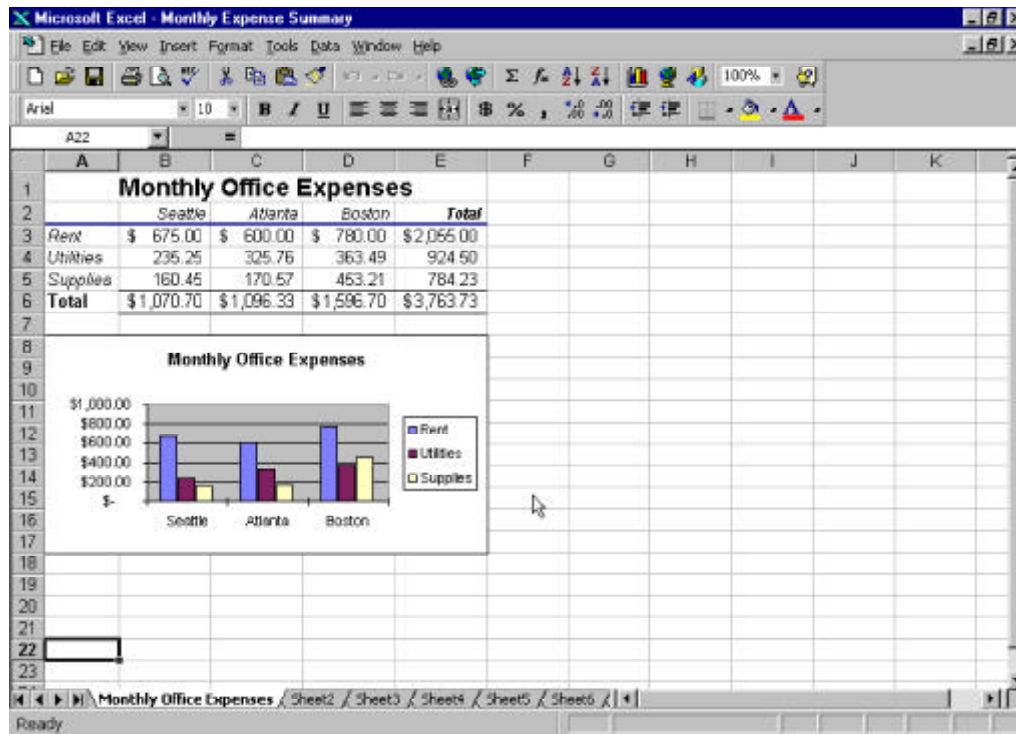 Microsoft Excel - Monthly Expense Summary
File Edit View Insert Format Tools Data Window Help
100%
Arial 10 B I U $ % ,
A22 =
A B C D E F G H I J K
1 Monthly Office Expenses
2 Seattle Atlanta Boston Total
3 Rent $ 675.00 $ 600.00 $ 780.00 $2,055.00
4 Utilities 235.25 325.76 363.49 924.50
5 Supplies 160.45 170.57 453.21 784.23
6 Total $1,070.70 $1,096.33 $1,596.70 $3,763.73
7
8
Monthly Office Expenses
9
10
11
$1,000.00
$800.00
Rent
12
$600.00
13
$400.00
Utilities
14
$200.00
Supplies
15
$-
16
Seattle Atlanta Boston
17
18
19
20
21
22
23
Monthly Office Expenses Sheet2 Sheet3 Sheet4 Sheet5 Sheet6
Ready